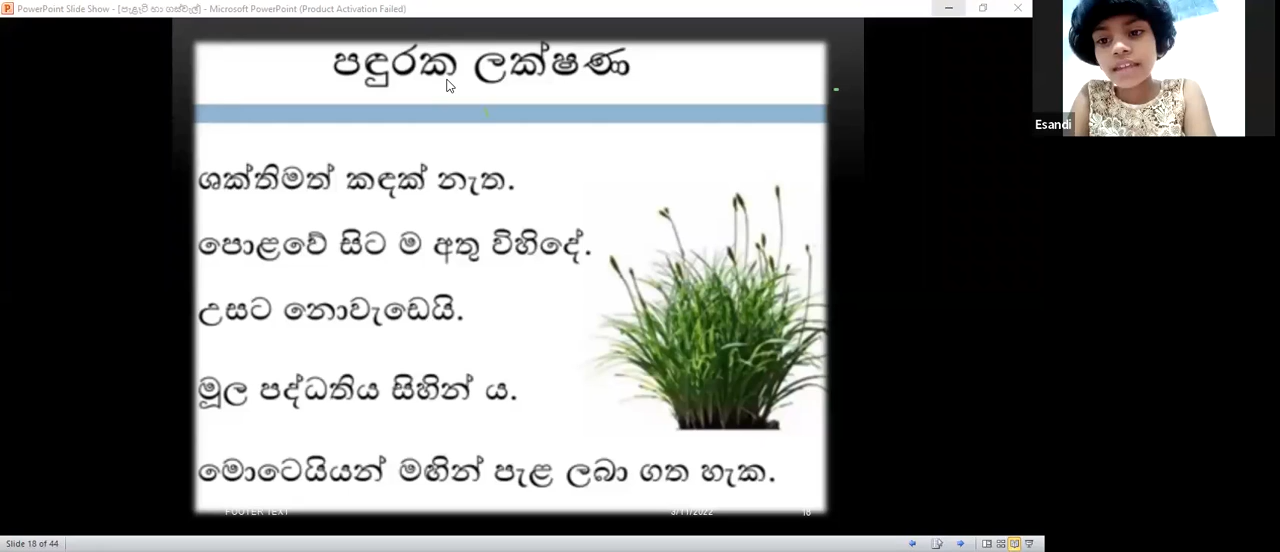 PowerPoint Slide Show - [පැළෑටි හා ගස්වැල්] - Microsoft PowerPoint (Product Activation Failed)
පඳුරක ලක්ෂණ
Esandi
ශක්තිමත් කඳක් නැත.
පොළවේ සිට ම අතු විහිදේ.
උසට නොවැඩෙයි.
මූල පද්ධතිය සිහින් ය.
මොටෙයියන් මඟින් පැළ ලබා ගත හැක.
FOOTER TEXT
3/11/2022
18
Slide 18 of 44